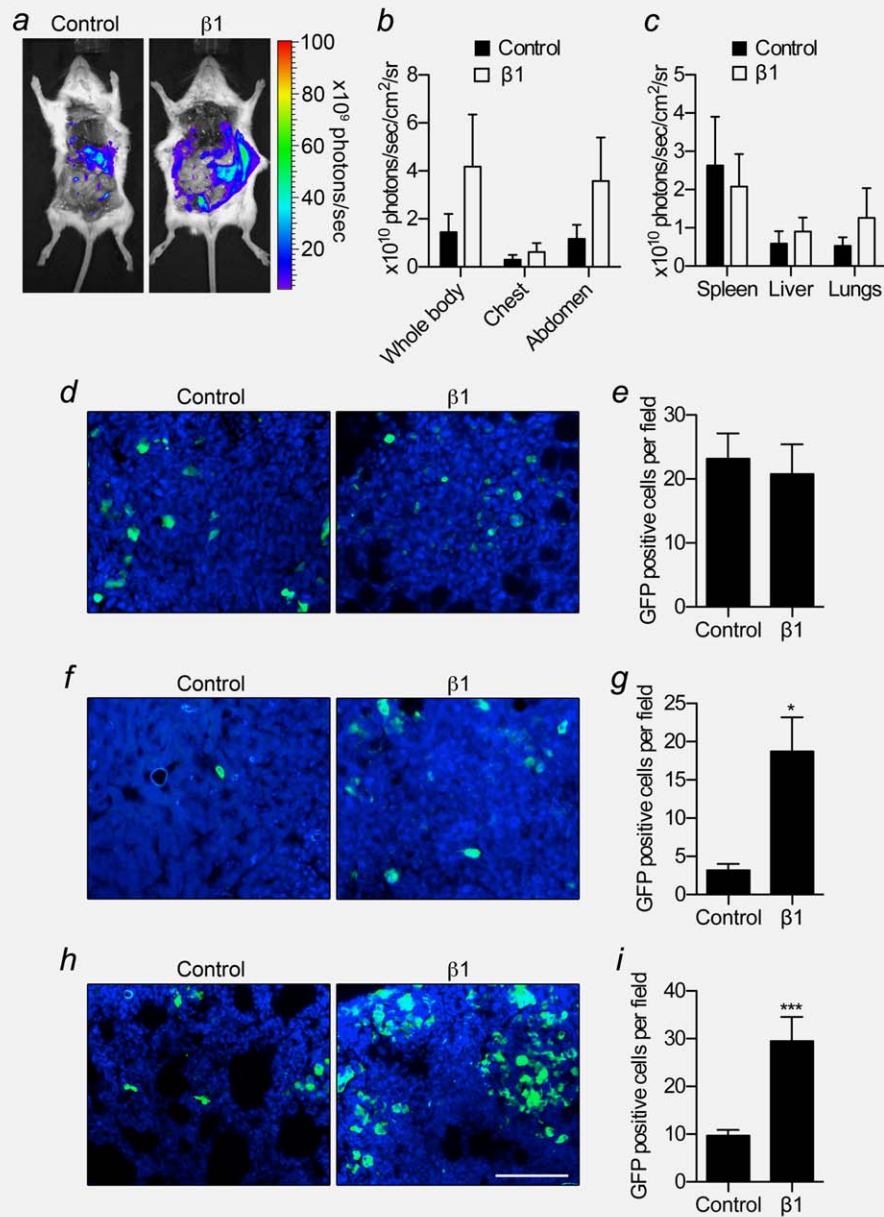 a
Control
β1
100
80
60
40
20
x10⁹ photons/sec
b
Control
β1
8
6
4
2
0
x10¹⁰ photons/sec/cm²/sr
Whole body
Chest
Abdomen
c
Control
β1
5
4
3
2
1
0
x10¹⁰ photons/sec/cm²/sr
Spleen
Liver
Lungs
d
Control
β1
e
30
20
10
0
GFP positive cells per field
Control
β1
f
Control
β1
g
25
20
15
10
5
0
GFP positive cells per field
*
Control
β1
h
Control
β1
i
40
30
20
10
0
GFP positive cells per field
***
Control
β1